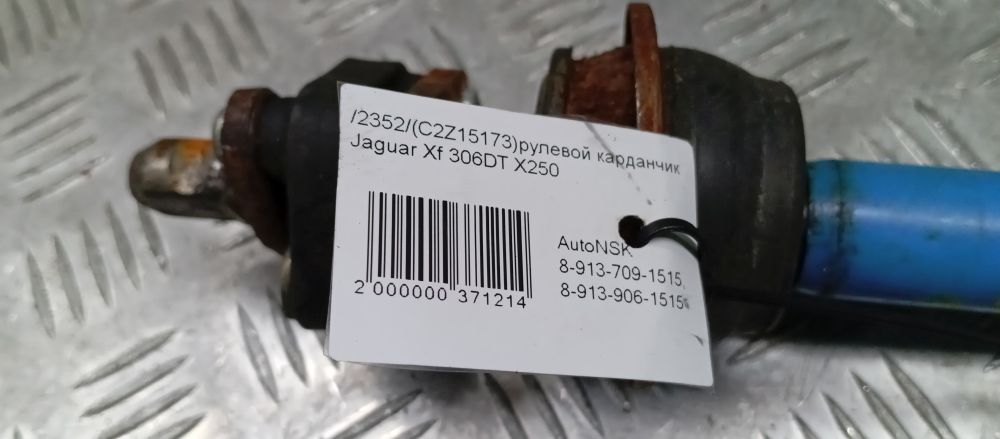 /2352/(C2Z15173)рулевой карданчик
Jaguar Xf 306DT X250
AutoNSK
8-913-709-1515,
8-913-906-1515
2 000000 371214